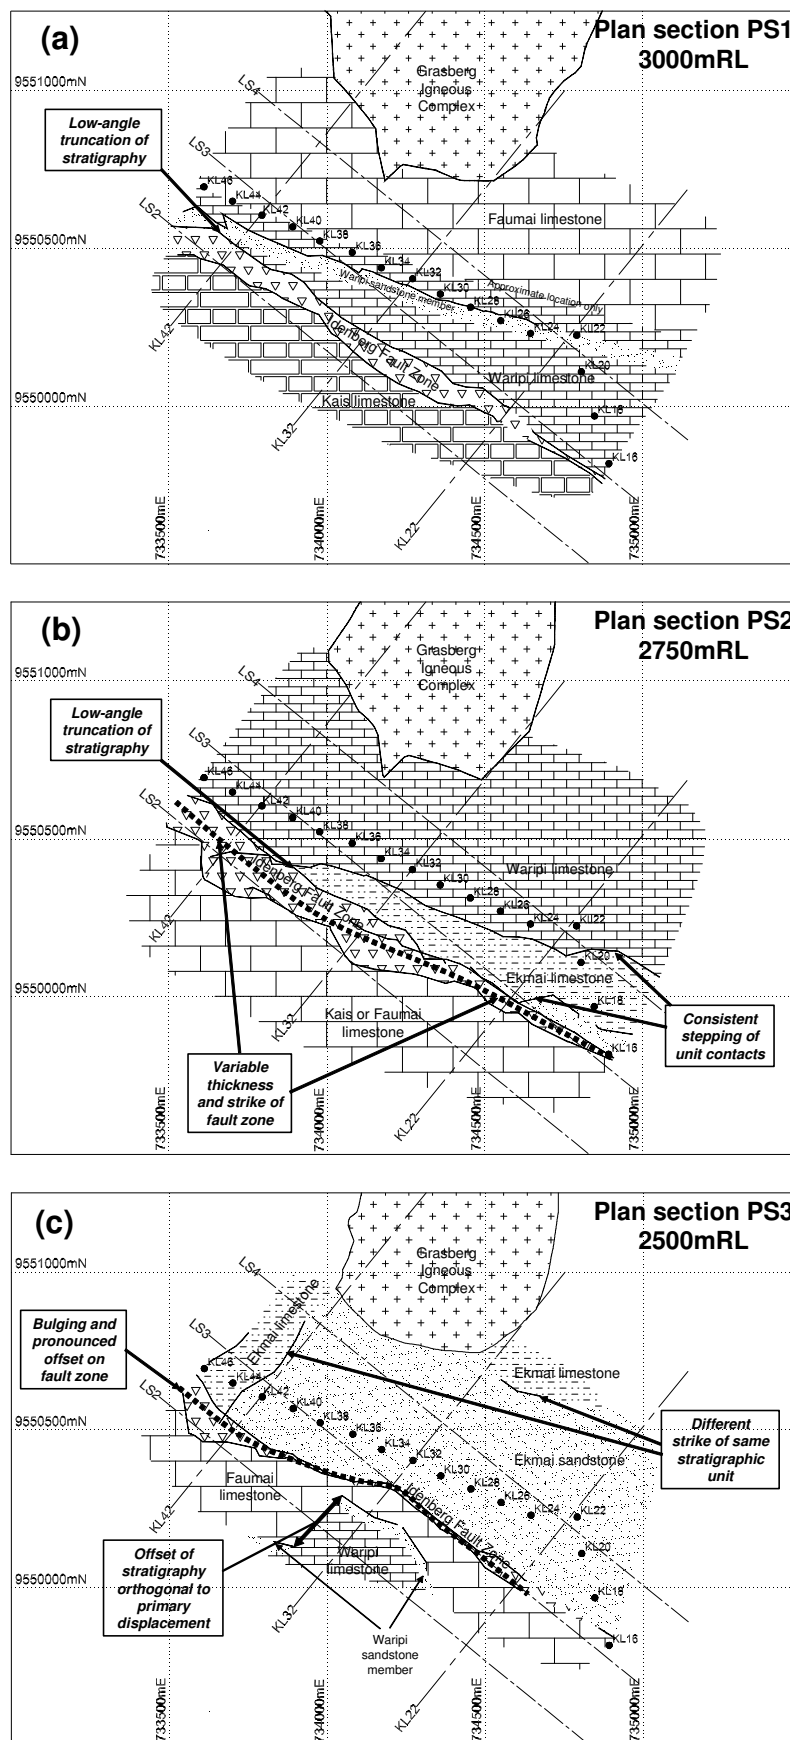 (a)
Plan section PS1
3000mRL
Grasberg
Igneous
Complex
9551000mN
LS4
Low-angle
truncation of
stratigraphy
LS3
KL46
KL44
LS2
KL42
KL40
Faumai limestone
9550500mN
KL38
KL36
KL34
KL32
Approximate location only
Waripi sandstone member
KL30
KL28
KL26
KL24
KL22
KL42
Idenberg Fault Zone
KL20
Waripi limestone
Kais limestone
9550000mN
KL18
KL32
KL16
KL22
733500mE
734000mE
734500mE
735000mE
(b)
Plan section PS2
2750mRL
Grasberg
Igneous
Complex
9551000mN
LS4
Low-angle
truncation of
stratigraphy
LS3
KL46
KL44
LS2
KL42
KL40
9550500mN
KL38
KL36
KL34
KL32
Waripi limestone
Idenberg Fault Zone
KL30
KL28
KL26
KL24
KL22
KL42
KL20
Ekmai limestone
9550000mN
KL18
Kais or Faumai
limestone
KL32
Consistent
stepping of
unit contacts
KL16
Variable
thickness
and strike of
fault zone
KL22
733500mE
734000mE
734500mE
735000mE
(c)
Plan section PS3
2500mRL
Grasberg
Igneous
Complex
9551000mN
LS4
Ekmai limestone
Bulging and
pronounced
offset on
fault zone
LS3
KL46
KL44
Ekmai limestone
LS2
KL42
KL40
9550500mN
KL38
KL36
KL34
KL32
Different
strike of same
stratigraphic
unit
Ekmai sandstone
Faumai
limestone
KL30
KL28
KL26
KL24
KL22
Idenberg Fault Zone
KL42
Offset of
stratigraphy
orthogonal to
primary
displacement
Waripi
limestone
KL20
9550000mN
KL18
KL32
Waripi
sandstone
member
KL16
KL22
733500mE
734000mE
734500mE
735000mE